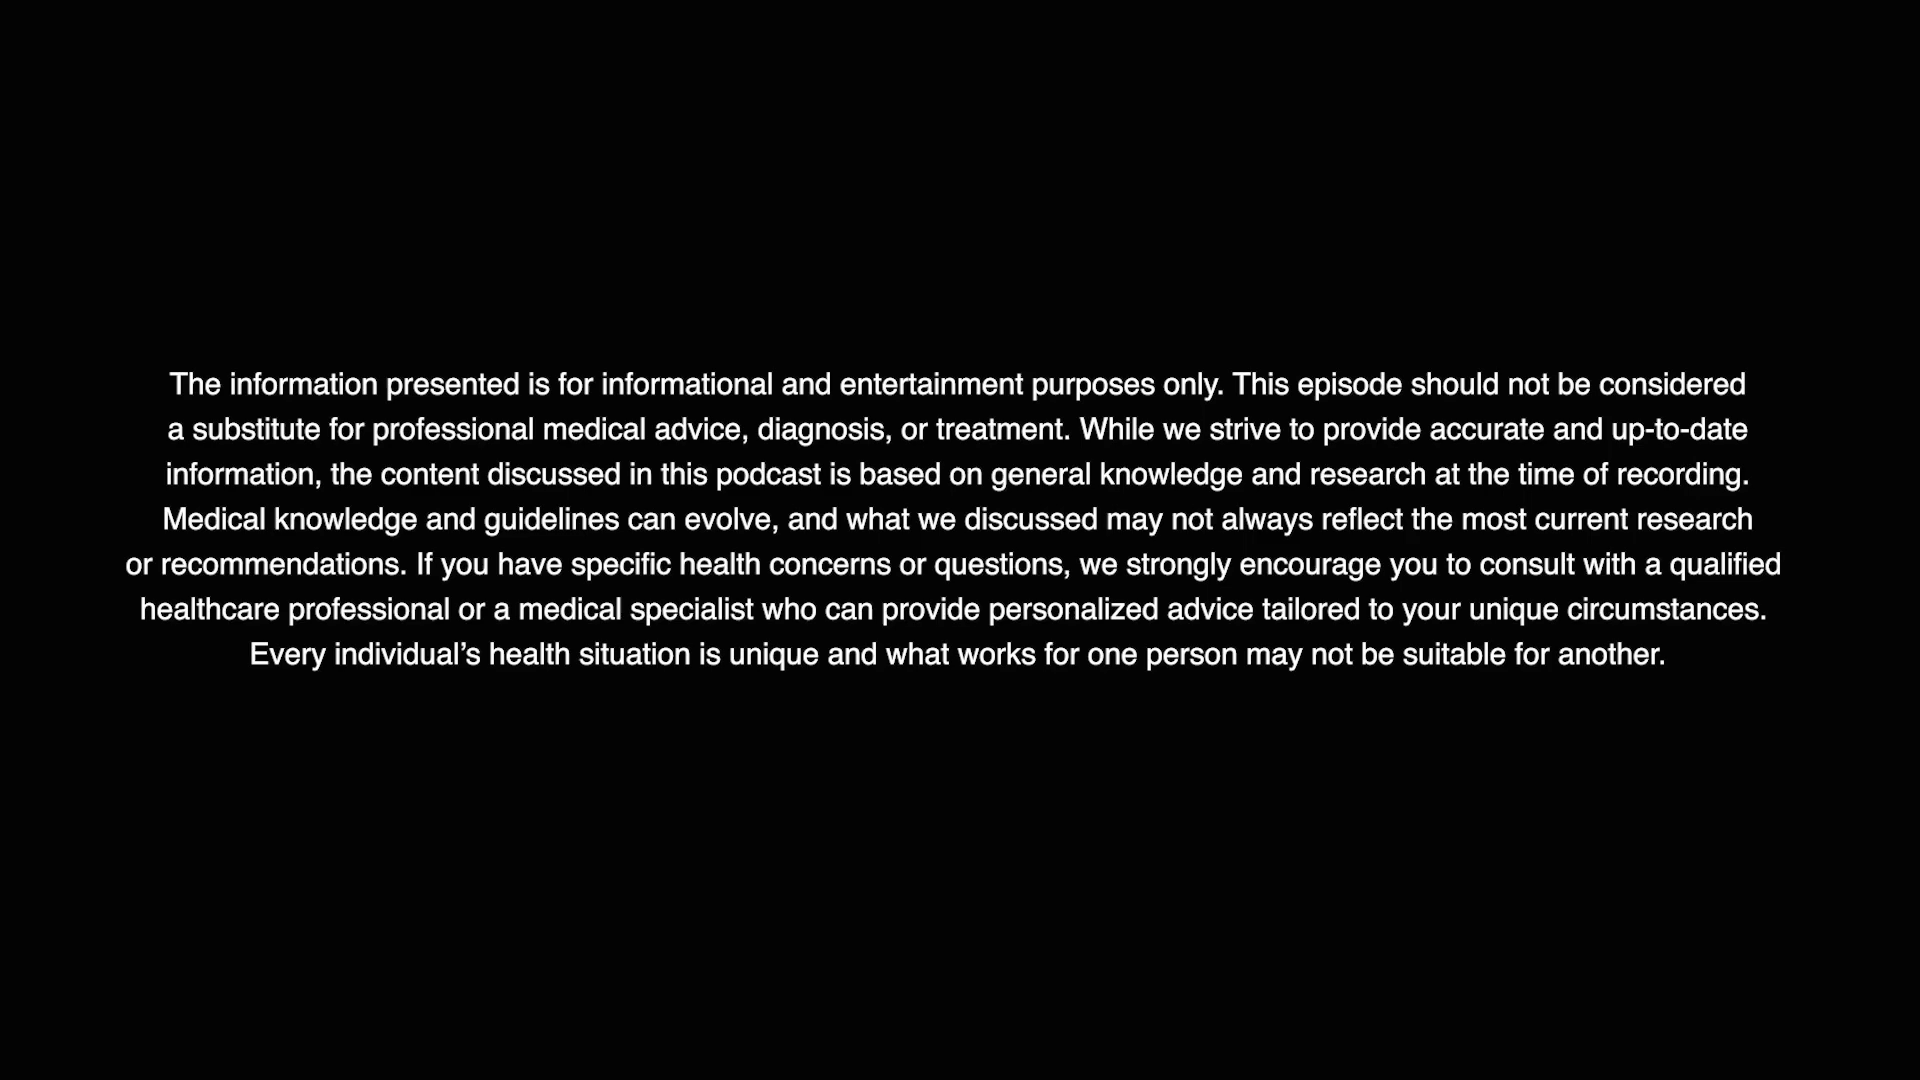 The information presented is for informational and entertainment purposes only. This episode should not be considered
a substitute for professional medical advice, diagnosis, or treatment. While we strive to provide accurate and up-to-date
information, the content discussed in this podcast is based on general knowledge and research at the time of recording.
Medical knowledge and guidelines can evolve, and what we discussed may not always reflect the most current research
or recommendations. If you have specific health concerns or questions, we strongly encourage you to consult with a qualified
healthcare professional or a medical specialist who can provide personalized advice tailored to your unique circumstances.
Every individual’s health situation is unique and what works for one person may not be suitable for another.